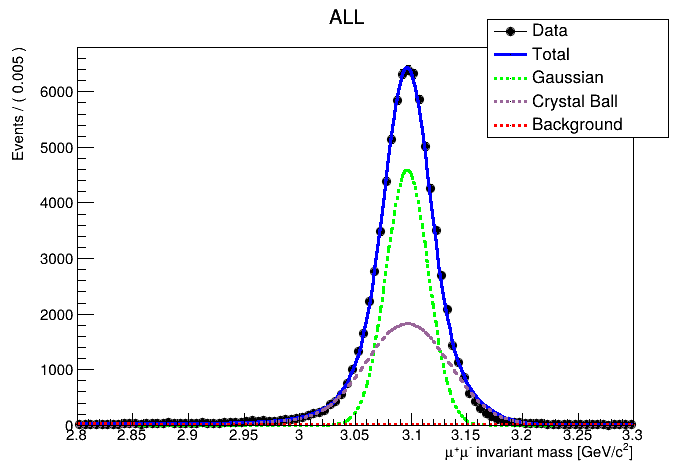 ALL
Data
Total
Gaussian
Crystal Ball
Background
Events / ( 0.005 )
6000
5000
4000
3000
2000
1000
0
2.8 2.85 2.9 2.95 3 3.05 3.1 3.15 3.2 3.25 3.3
μ⁺μ⁻ invariant mass [GeV/c²]